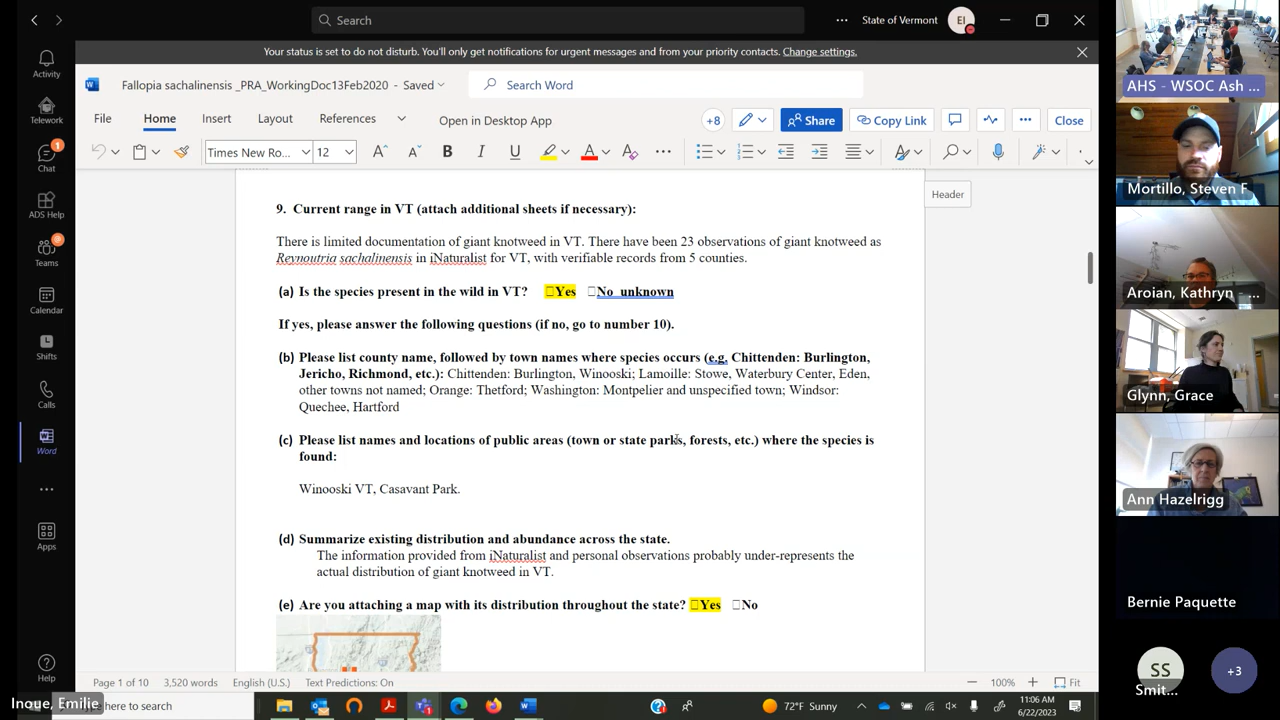 Search
State of Vermont
EI
Your status is set to do not disturb. You'll only get notifications for urgent messages and from your priority contacts. Change settings.
Fallopia sachalinensis _PRA_WorkingDoc13Feb2020 - Saved
Search Word
File
Home
Insert
Layout
References
Open in Desktop App
+8
Share
Copy Link
Close
Times New Ro...
12
B
I
U
Header
Activity
Telework
Chat
1
ADS Help
Teams
Calendar
Shifts
Calls
Word
Apps
Help
9. Current range in VT (attach additional sheets if necessary):
There is limited documentation of giant knotweed in VT. There have been 23 observations of giant knotweed as
Reynoutria sachalinensis in iNaturalist for VT, with verifiable records from 5 counties.
(a) Is the species present in the wild in VT? □Yes □No unknown
If yes, please answer the following questions (if no, go to number 10).
(b) Please list county name, followed by town names where species occurs (e.g. Chittenden: Burlington,
Jericho, Richmond, etc.): Chittenden: Burlington, Winooski; Lamoille: Stowe, Waterbury Center, Eden,
other towns not named; Orange: Thetford; Washington: Montpelier and unspecified town; Windsor:
Quechee, Hartford
(c) Please list names and locations of public areas (town or state parks, forests, etc.) where the species is
found:
Winooski VT, Casavant Park.
(d) Summarize existing distribution and abundance across the state.
The information provided from iNaturalist and personal observations probably under-represents the
actual distribution of giant knotweed in VT.
(e) Are you attaching a map with its distribution throughout the state? □Yes □No
Page 1 of 10
3,520 words
English (U.S.)
Text Predictions: On
100%
Fit
Inoue, Emilie
here to search
72°F Sunny
11:06 AM
6/22/2023
AHS - WSOC Ash ...
Mortillo, Steven F
Aroian, Kathryn - ...
Glynn, Grace
Ann Hazelrigg
Bernie Paquette
SS
Smit...
+3